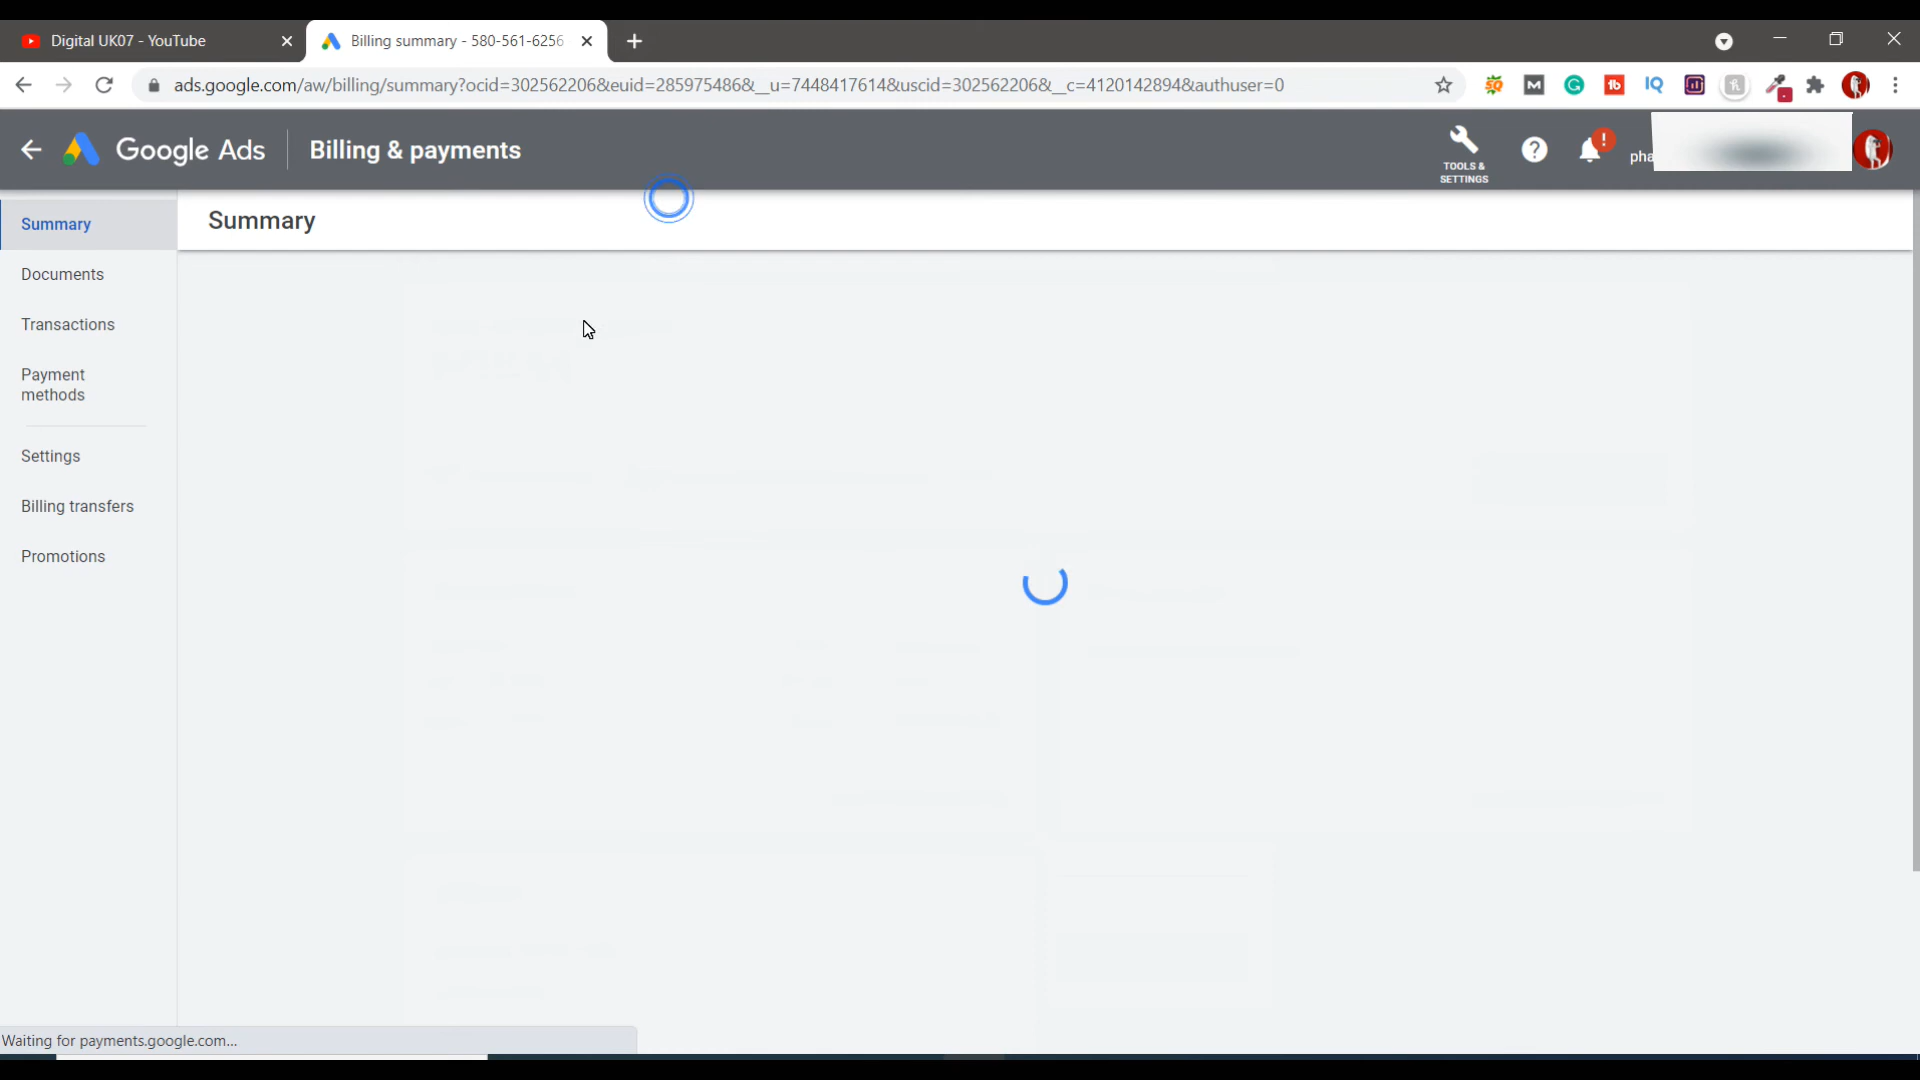 Digital UK07 - YouTube
Billing summary - 580-561-6256
ads.google.com/aw/billing/summary?ocid=302562206&euid=285975486&__u=7448417614&uscid=302562206&__c=4120142894&authuser=0
Google Ads
Billing & payments
TOOLS &
SETTINGS
pha
Summary
Summary
Documents
Transactions
Payment
methods
Settings
Billing transfers
Promotions
Waiting for payments.google.com...